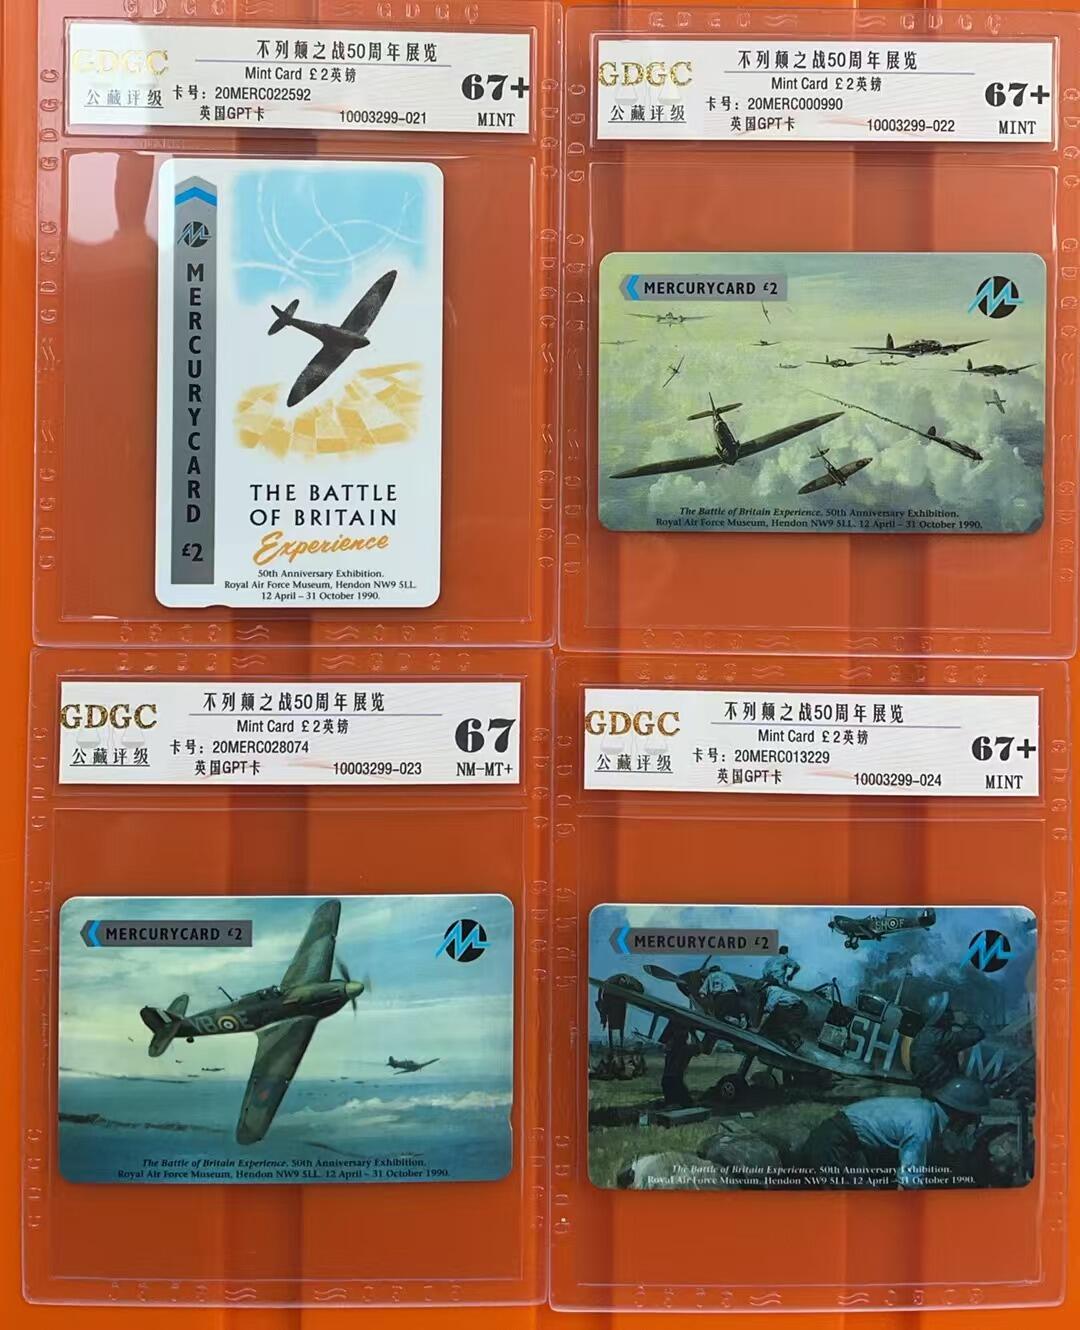 GDGC
公藏评级
不列颠之战50周年展览
Mint Card £2英镑
卡号: 20MERC022592
英国GPT卡 10003299-021
67+
MINT
MERCURYCARD £2
THE BATTLE
OF BRITAIN
Experience
50th Anniversary Exhibition.
Royal Air Force Museum, Hendon NW9 5LL.
12 April – 31 October 1990.
GDGC
公藏评级
不列颠之战50周年展览
Mint Card £2英镑
卡号: 20MERC000990
英国GPT卡 10003299-022
67+
MINT
MERCURYCARD £2
The Battle of Britain Experience. 50th Anniversary Exhibition.
Royal Air Force Museum, Hendon NW9 5LL. 12 April – 31 October 1990.
GDGC
公藏评级
不列颠之战50周年展览
Mint Card £2英镑
卡号: 20MERC028074
英国GPT卡 10003299-023
67
NM-MT+
MERCURYCARD £2
The Battle of Britain Experience. 50th Anniversary Exhibition.
Royal Air Force Museum, Hendon NW9 5LL. 12 April – 31 October 1990.
GDGC
公藏评级
不列颠之战50周年展览
Mint Card £2英镑
卡号: 20MERC013229
英国GPT卡 10003299-024
67+
MINT
MERCURYCARD £2
SH M
The Battle of Britain Experience. 50th Anniversary Exhibition.
Royal Air Force Museum, Hendon NW9 5LL. 12 April – 31 October 1990.